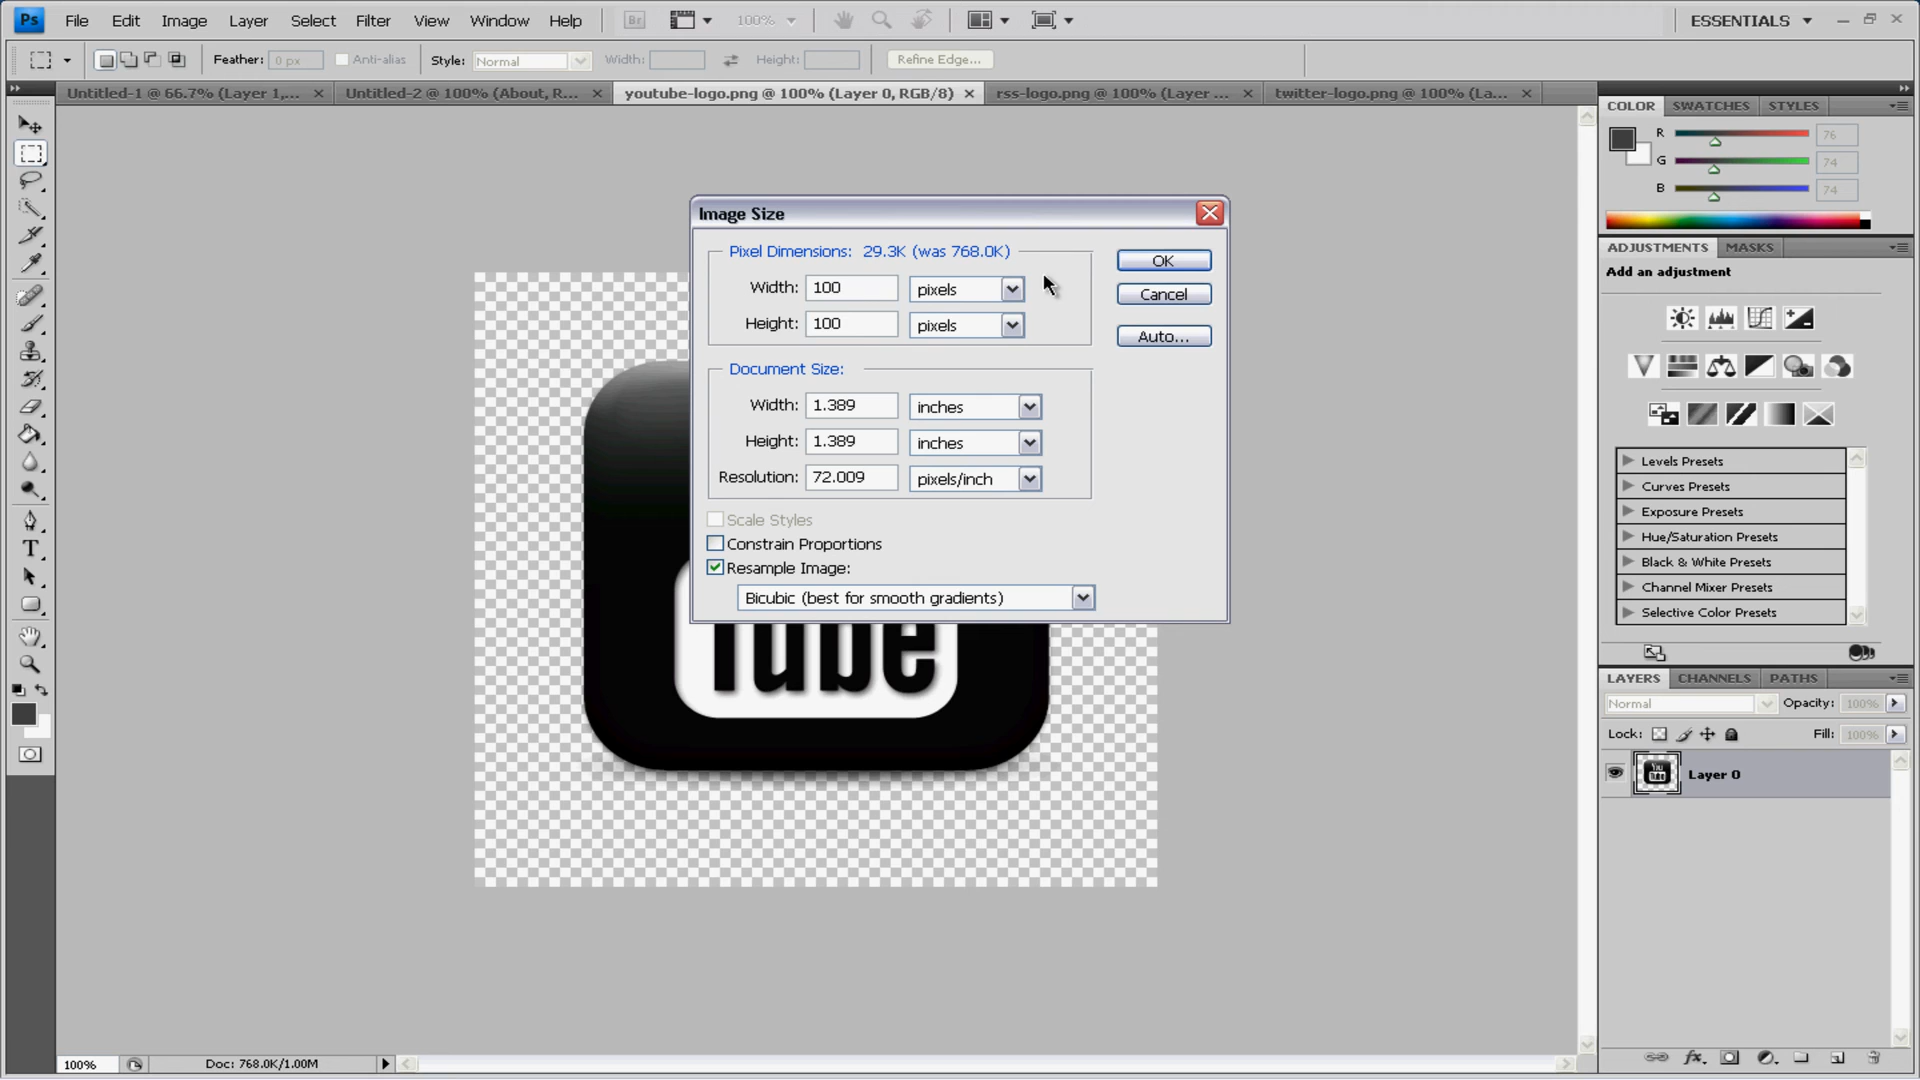 Ps File Edit Image Layer Select Filter View Window Help Br 100% ESSENTIALS
Feather: 0 px Anti-alias Style: Normal Width: Height: Refine Edge...
Untitled-1 @ 66.7% (Layer 1,... Untitled-2 @ 100% (About, R... youtube-logo.png @ 100% (Layer 0, RGB/8) rss-logo.png @ 100% (Layer ... twitter-logo.png @ 100% (La...
COLOR SWATCHES STYLES
R 76
G 74
B 74
Image Size
Pixel Dimensions: 29.3K (was 768.0K)
Width: 100 pixels
Height: 100 pixels
OK
Cancel
Auto...
Document Size:
Width: 1.389 inches
Height: 1.389 inches
Resolution: 72.009 pixels/inch
Scale Styles
Constrain Proportions
Resample Image:
Bicubic (best for smooth gradients)
Tube
ADJUSTMENTS MASKS
Add an adjustment
Levels Presets
Curves Presets
Exposure Presets
Hue/Saturation Presets
Black & White Presets
Channel Mixer Presets
Selective Color Presets
LAYERS CHANNELS PATHS
Normal Opacity: 100%
Lock: Fill: 100%
You
Tube
Layer 0
fx
100% Doc: 768.0K/1.00M